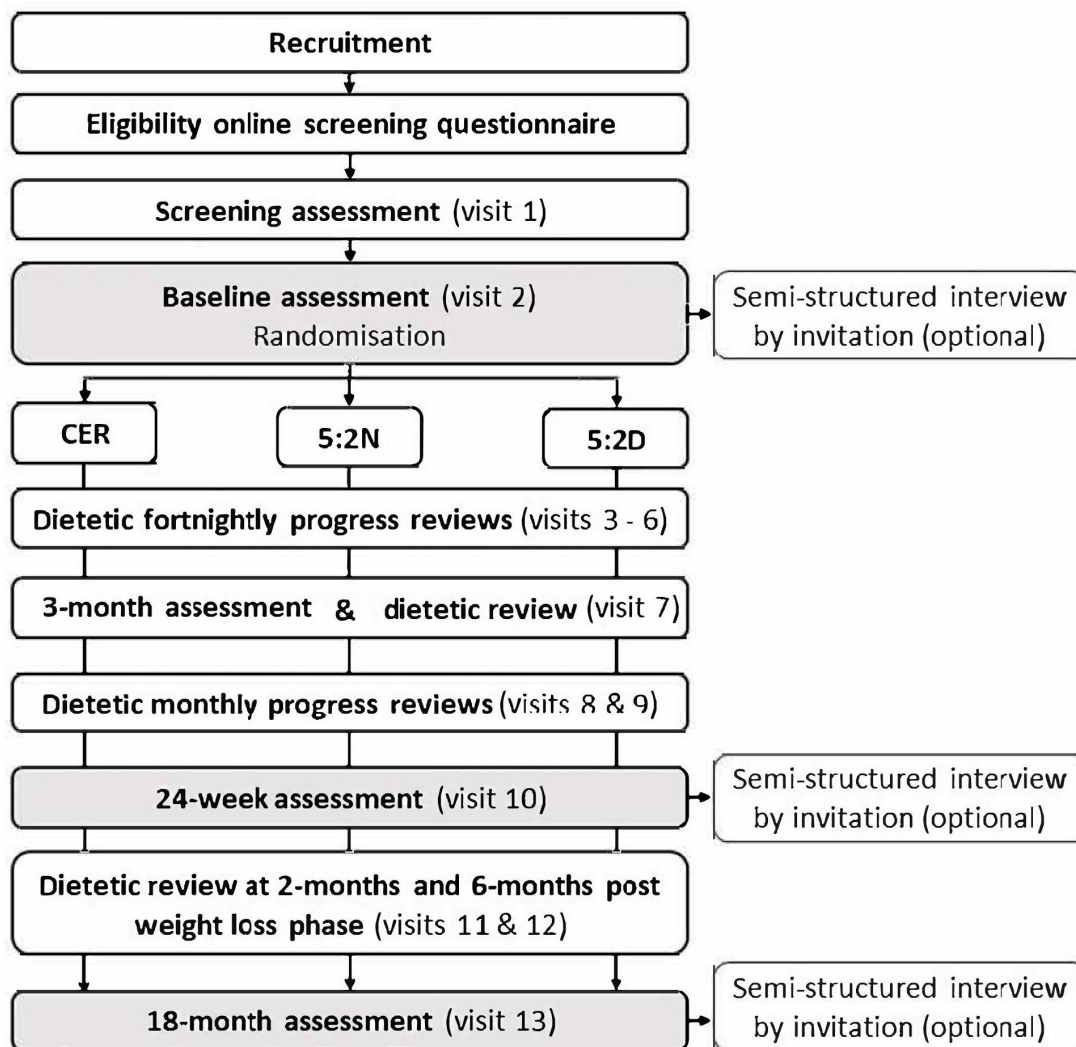 Recruitment
Eligibility online screening questionnaire
Screening assessment (visit 1)
Baseline assessment (visit 2)
Randomisation
Semi-structured interview
by invitation (optional)
CER
5:2N
5:2D
Dietetic fortnightly progress reviews (visits 3 - 6)
3-month assessment & dietetic review (visit 7)
Dietetic monthly progress reviews (visits 8 & 9)
24-week assessment (visit 10)
Semi-structured interview
by invitation (optional)
Dietetic review at 2-months and 6-months post
weight loss phase (visits 11 & 12)
18-month assessment (visit 13)
Semi-structured interview
by invitation (optional)